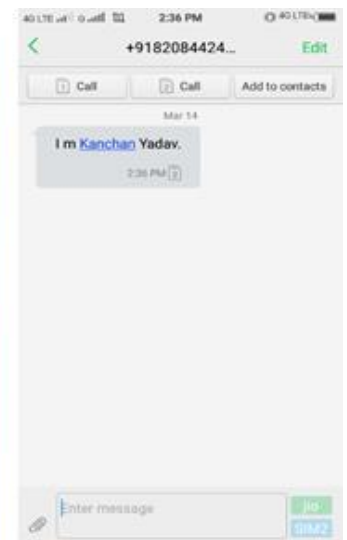 2:36 PM
+9182084424...
Edit
Call
Call
Add to contacts
Mar 14
I m Kanchan Yadav.
2:36 PM
Enter message
jio
SIM2